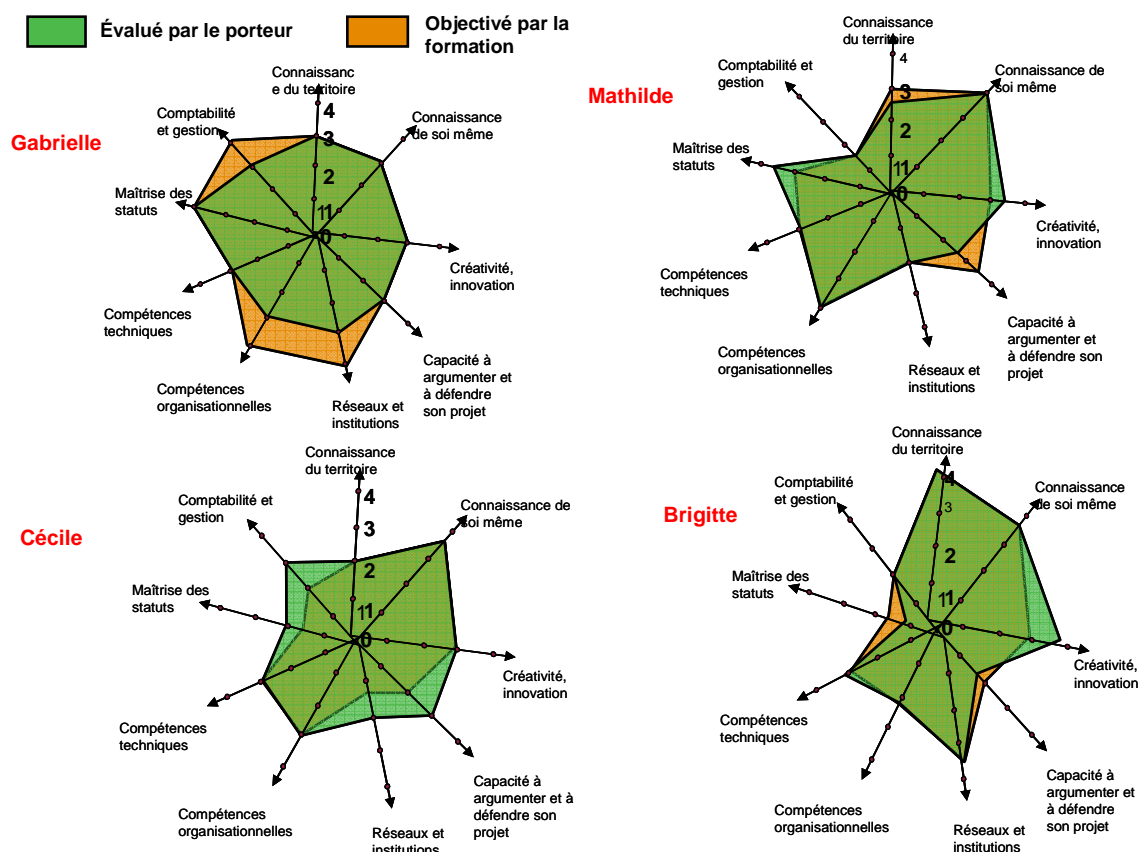 Évalué par le porteur
Objectivé par la
formation
Gabrielle
Connaissanc
e du territoire
Connaissance
de soi même
Créativité,
innovation
Capacité à
argumenter et
à défendre
son projet
Réseaux et
institutions
Compétences
organisationnelles
Compétences
techniques
Maîtrise des
statuts
Comptabilité
et gestion
4
3
2
11
0
Mathilde
Connaissance
du territoire
Connaissance de
soi même
Créativité,
innovation
Capacité à
argumenter et
à défendre son
projet
Réseaux et
institutions
Compétences
organisationnelles
Compétences
techniques
Maîtrise des
statuts
Comptabilité et
gestion
4
3
2
11
0
Cécile
Connaissance
du territoire
Connaissance de
soi même
Créativité,
innovation
Capacité à
argumenter et à
défendre son
projet
Réseaux et
institutions
Compétences
organisationnelles
Compétences
techniques
Maîtrise des
statuts
Comptabilité et
gestion
4
3
2
11
0
Brigitte
Connaissance
du territoire
Connaissance
de soi même
Créativité,
innovation
Capacité à
argumenter et
à défendre son
projet
Réseaux et
institutions
Compétences
organisationnelles
Compétences
techniques
Maîtrise des
statuts
Comptabilité
et gestion
4
3
2
11
0